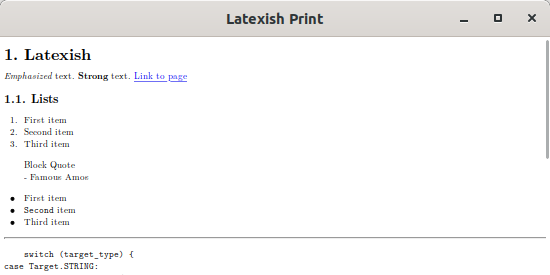 Latexish Print
1. Latexish
Emphasized text. Strong text. Link to page
1.1. Lists
1. First item
2. Second item
3. Third item
Block Quote
- Famous Amos
• First item
• Second item
• Third item
switch (target_type) {
case Target.STRING: